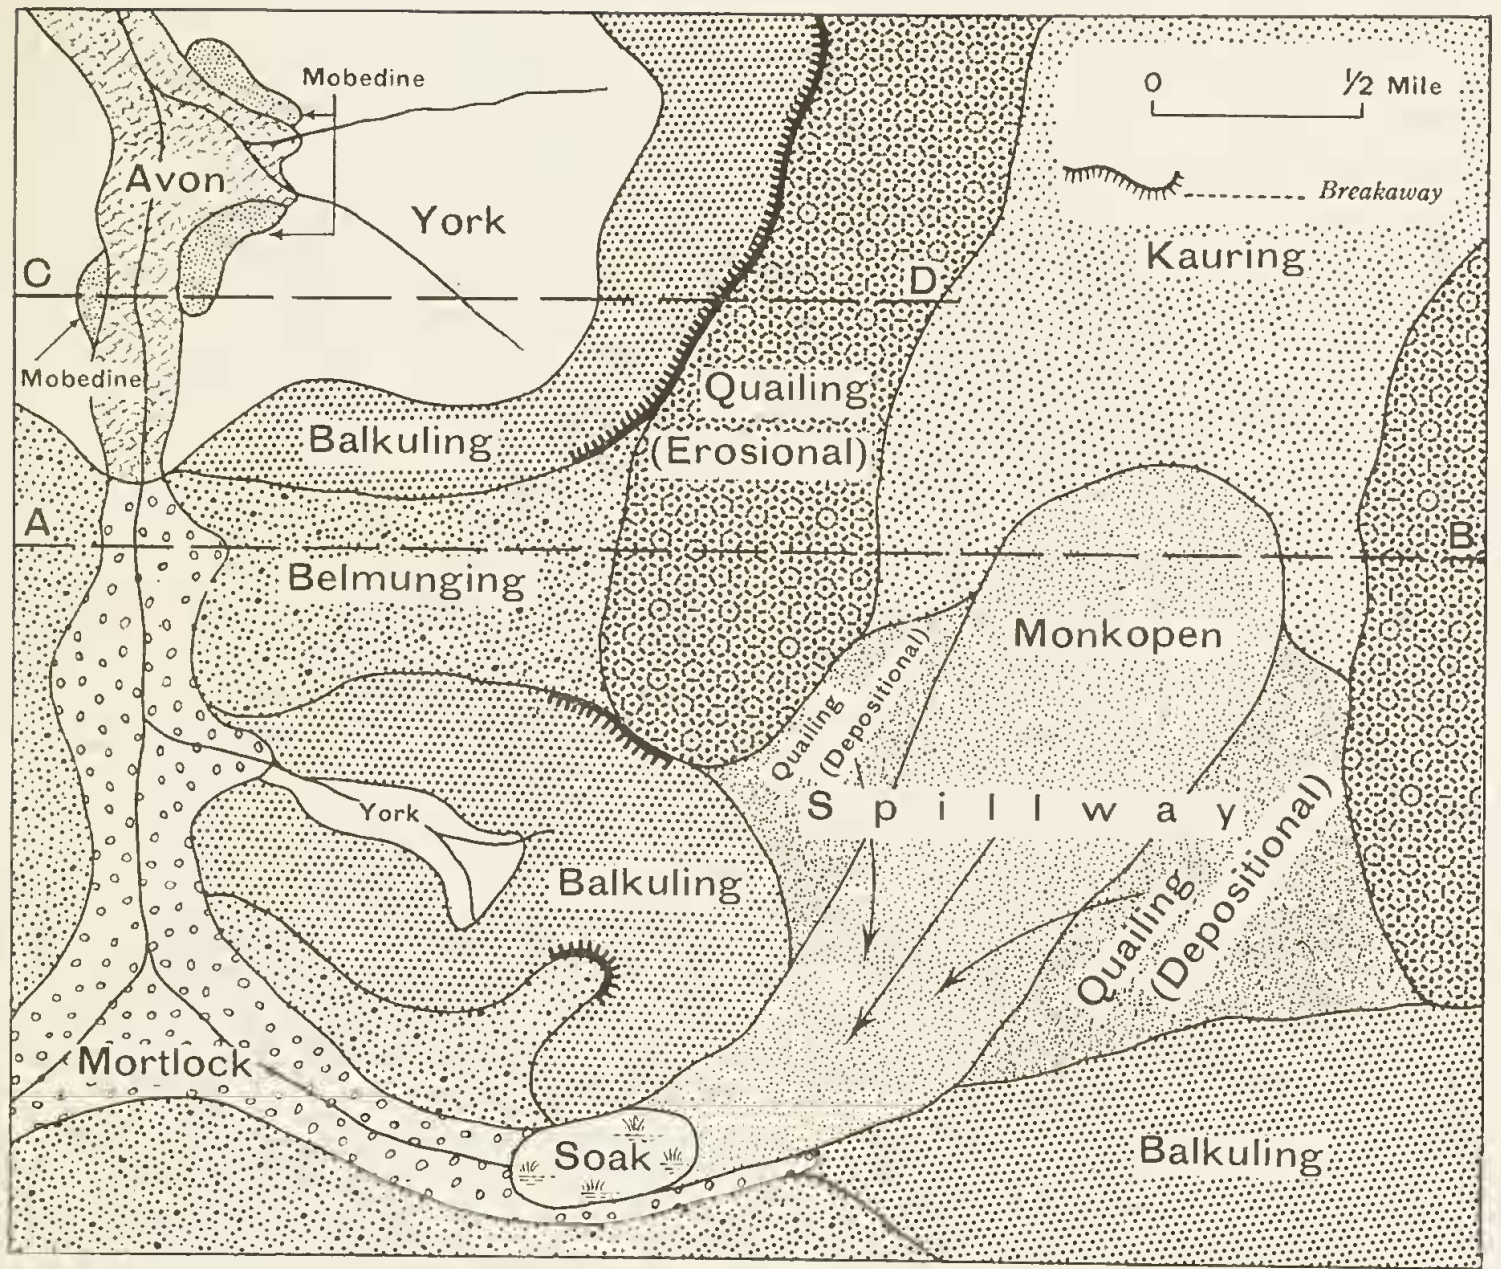 Mobedine
0 ½ Mile
Avon
Breakaway
York
Kauring
C
D
Mobedine
Quailing
(Erosional)
Balkuling
A
B
Belmunging
Monkopen
Quailing
(Depositional)
Spillway
York
Balkuling
Quailing
(Depositional)
Mortlock
Soak
Balkuling